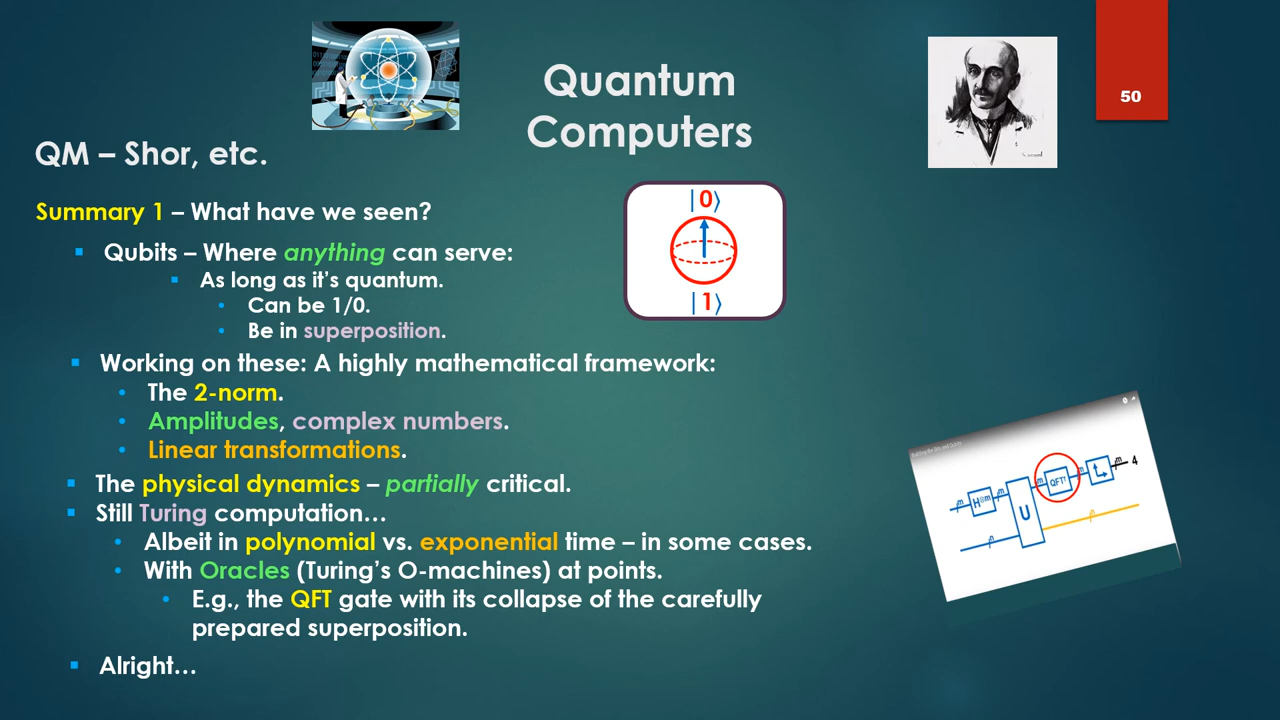 Quantum
Computers
50
QM – Shor, etc.
Summary 1 – What have we seen?
|0⟩
|1⟩
Qubits – Where anything can serve:
As long as it’s quantum.
Can be 1/0.
Be in superposition.
Working on these: A highly mathematical framework:
The 2-norm.
Amplitudes, complex numbers.
Linear transformations.
The physical dynamics – partially critical.
Still Turing computation…
Albeit in polynomial vs. exponential time – in some cases.
With Oracles (Turing’s O-machines) at points.
E.g., the QFT gate with its collapse of the carefully
prepared superposition.
Alright…
m H⊗m m U m QFT† m m 4
n n